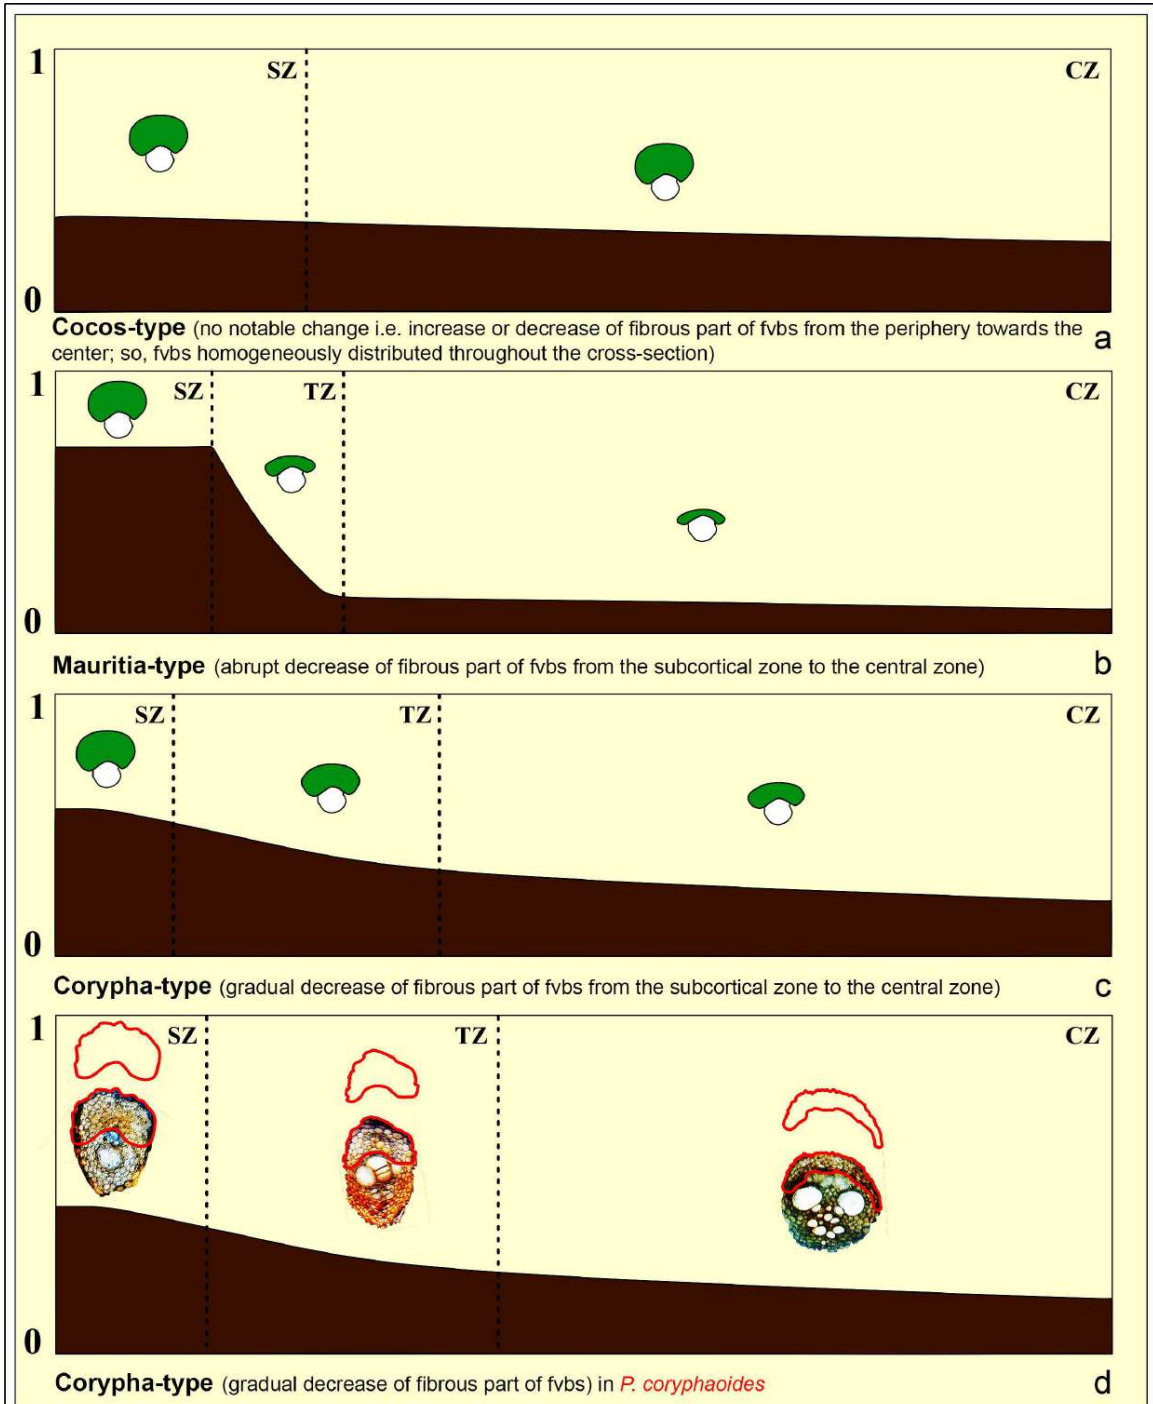 1
SZ
CZ
0
Cocos-type (no notable change i.e. increase or decrease of fibrous part of fvbs from the periphery towards the
center; so, fvbs homogeneously distributed throughout the cross-section)
a
1
SZ
TZ
CZ
0
Mauritia-type (abrupt decrease of fibrous part of fvbs from the subcortical zone to the central zone)
b
1
SZ
TZ
CZ
0
Corypha-type (gradual decrease of fibrous part of fvbs from the subcortical zone to the central zone)
c
1
SZ
TZ
CZ
0
Corypha-type (gradual decrease of fibrous part of fvbs) in P. coryphaoides
d